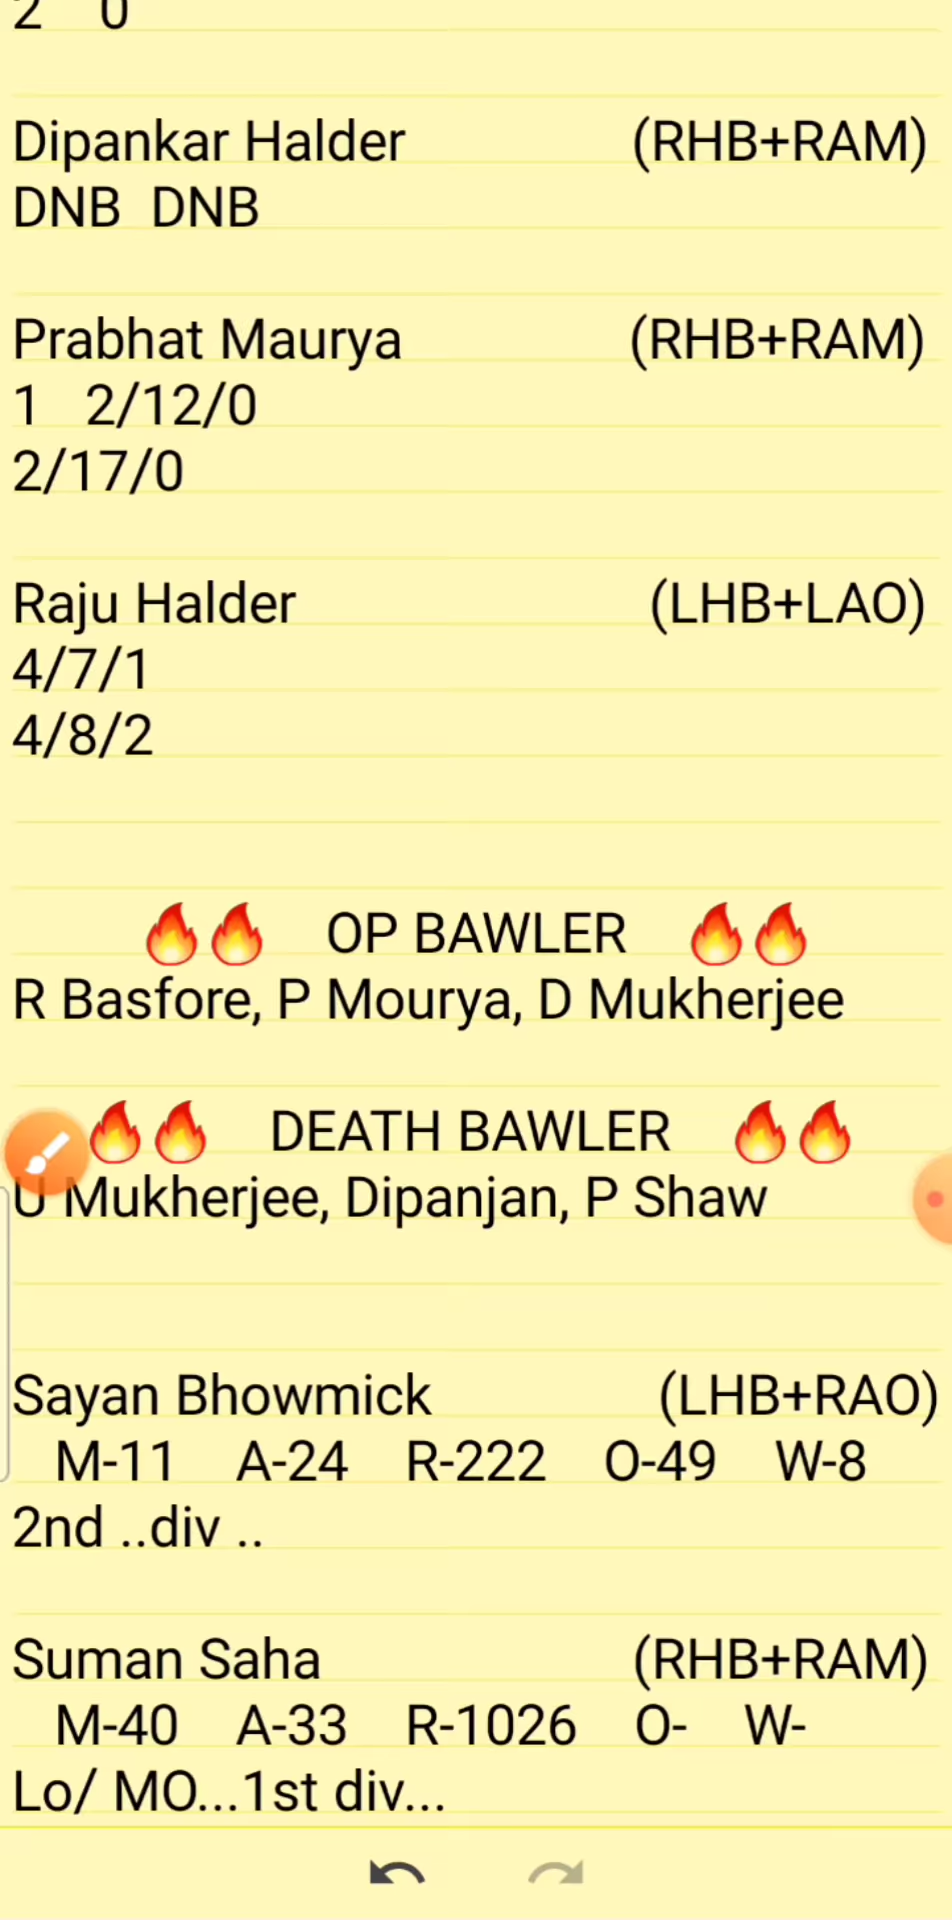 2 0
Dipankar Halder (RHB+RAM)
DNB DNB
Prabhat Maurya (RHB+RAM)
1 2/12/0
2/17/0
Raju Halder (LHB+LAO)
4/7/1
4/8/2
🔥🔥 OP BAWLER 🔥🔥
R Basfore, P Mourya, D Mukherjee
🔥🔥 DEATH BAWLER 🔥🔥
U Mukherjee, Dipanjan, P Shaw
Sayan Bhowmick (LHB+RAO)
M-11 A-24 R-222 O-49 W-8
2nd ..div ..
Suman Saha (RHB+RAM)
M-40 A-33 R-1026 O- W-
Lo/ MO...1st div...